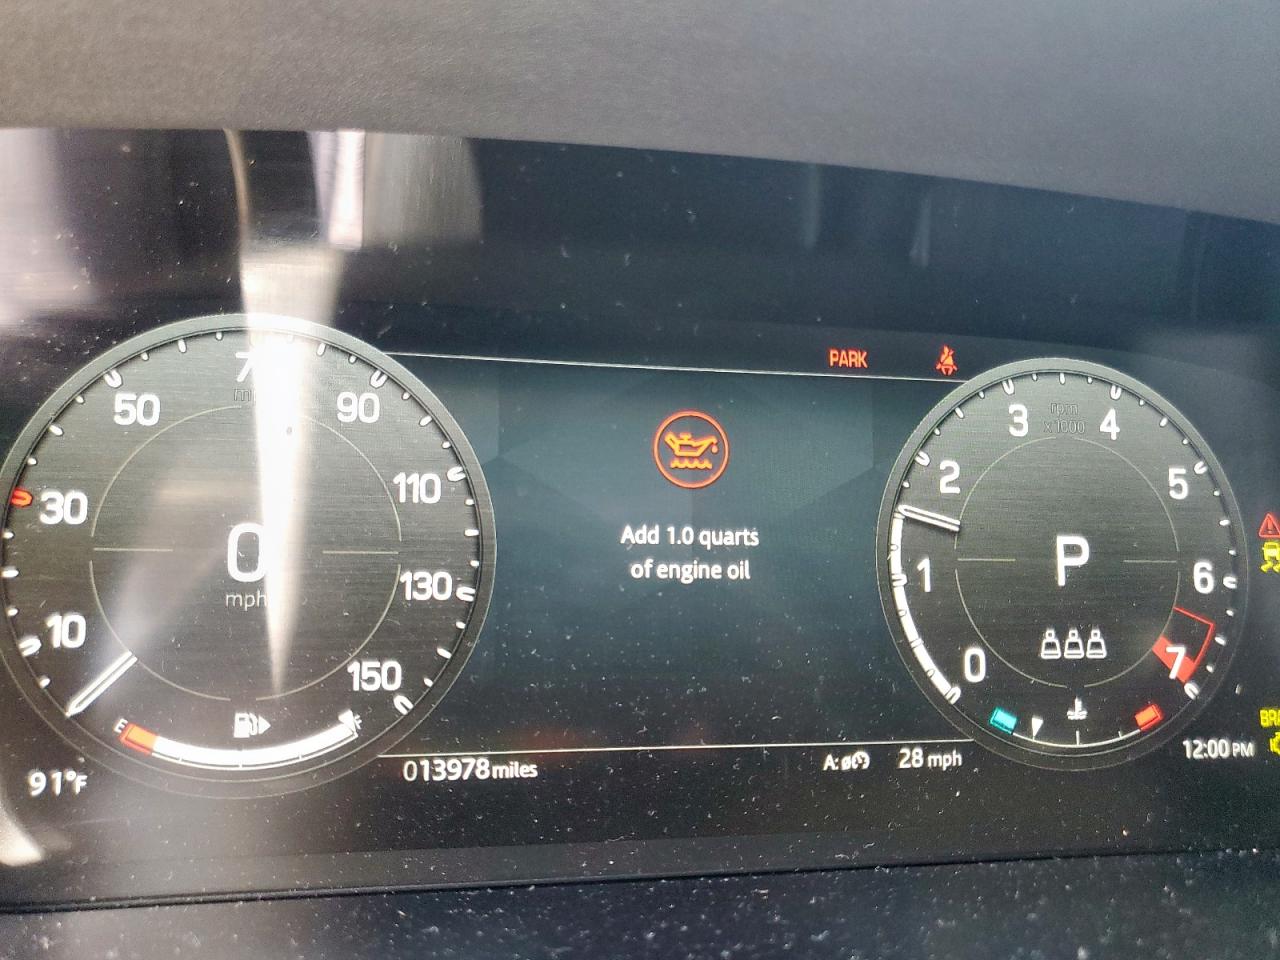 PARK
50
90
30
110
10
130
150
0
mph
E
Add 1.0 quarts
of engine oil
3
rpm
x1000
4
2
5
1
P
6
0
7
91°F
013978 miles
A:
28 mph
12:00 PM